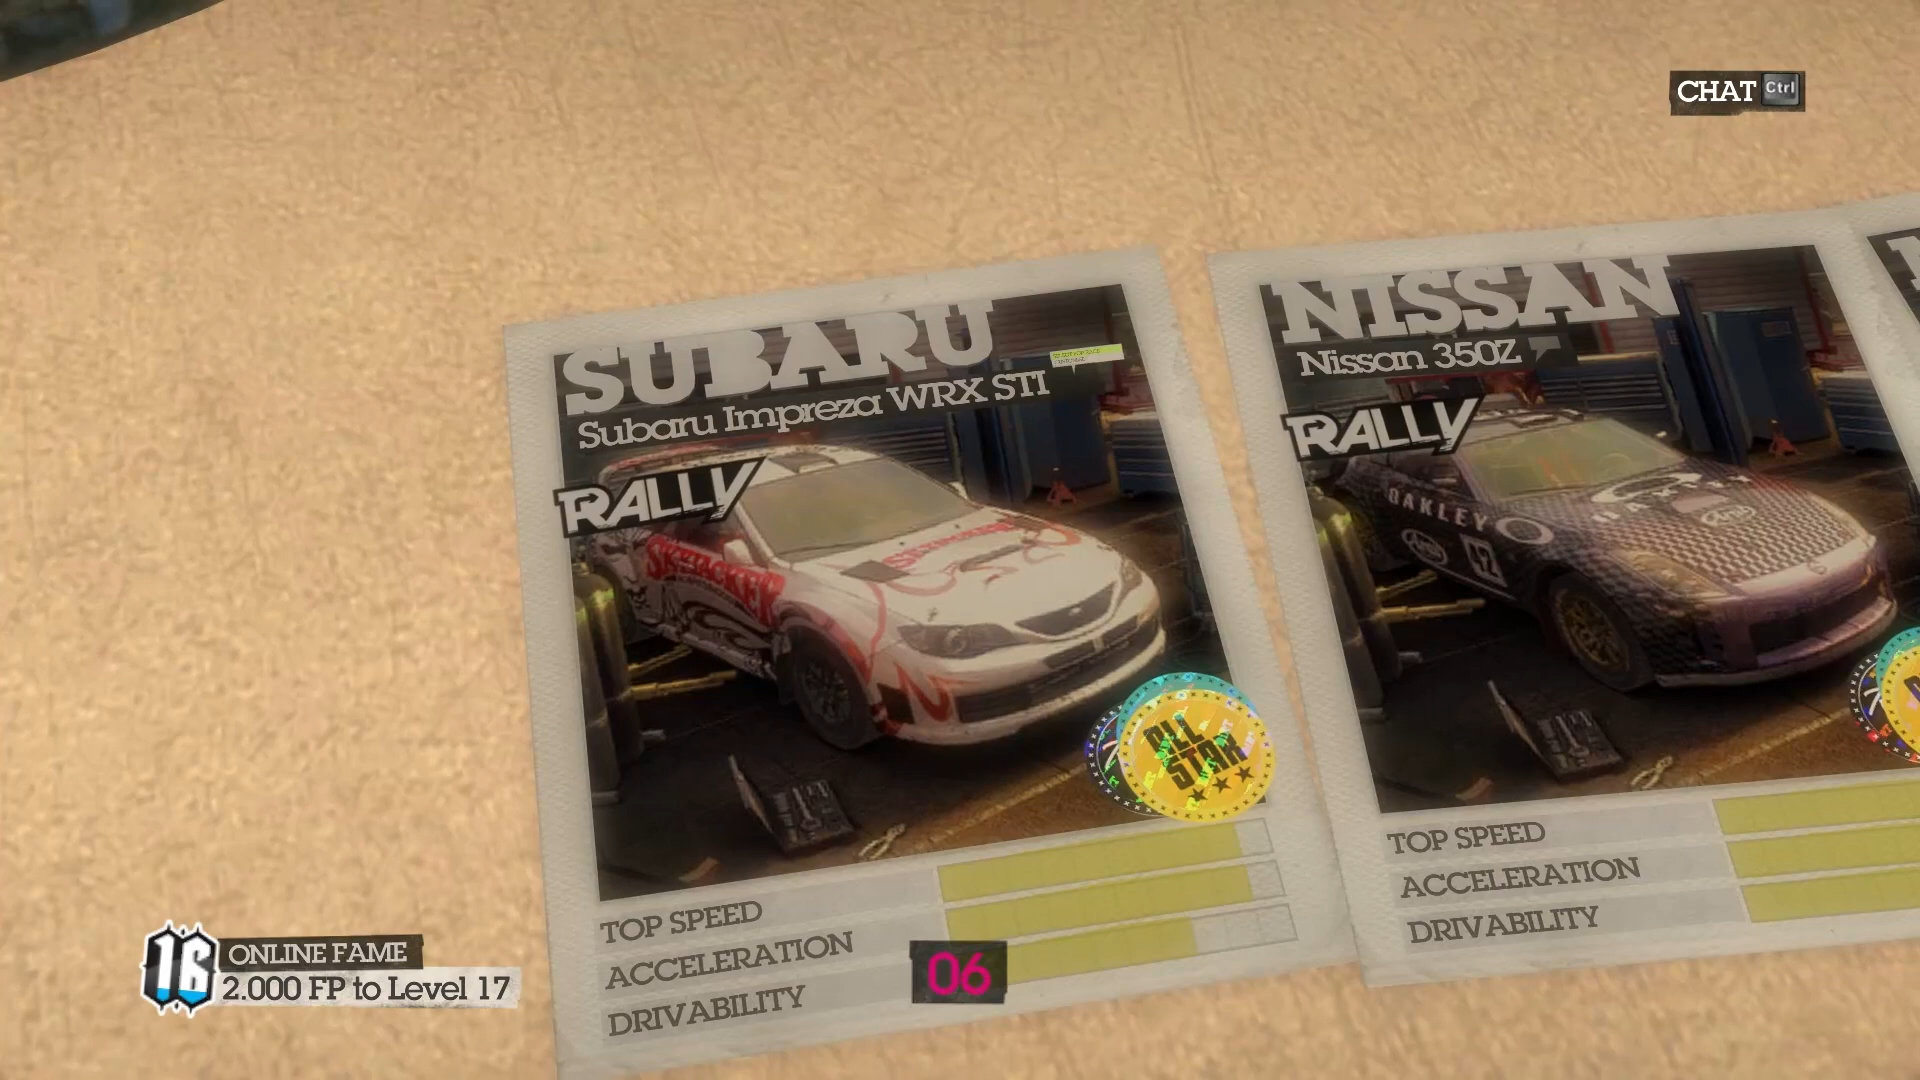 CHAT Ctrl
SUBARU
Subaru Impreza WRX STI
RALLY
ALL
STAR
TOP SPEED
ACCELERATION
DRIVABILITY
NISSAN
Nissan 350Z
RALLY
OAKLEY
OAKLEY
42
TOP SPEED
ACCELERATION
DRIVABILITY
16
ONLINE FAME
2.000 FP to Level 17
06